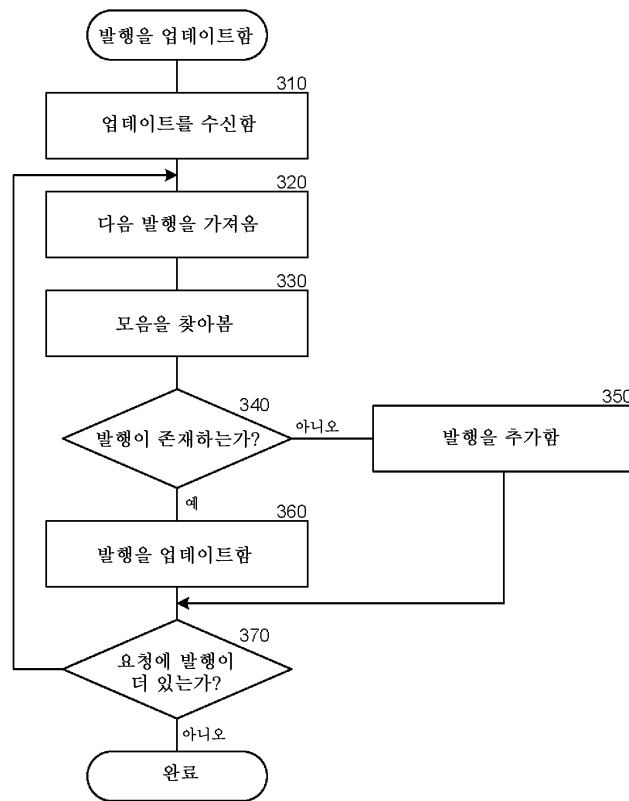 발행을 업데이트함
310
업데이트를 수신함
320
다음 발행을 가져옴
330
모음을 찾아봄
340
발행이 존재하는가?
아니오
350
발행을 추가함
예
360
발행을 업데이트함
370
요청에 발행이
더 있는가?
아니오
완료